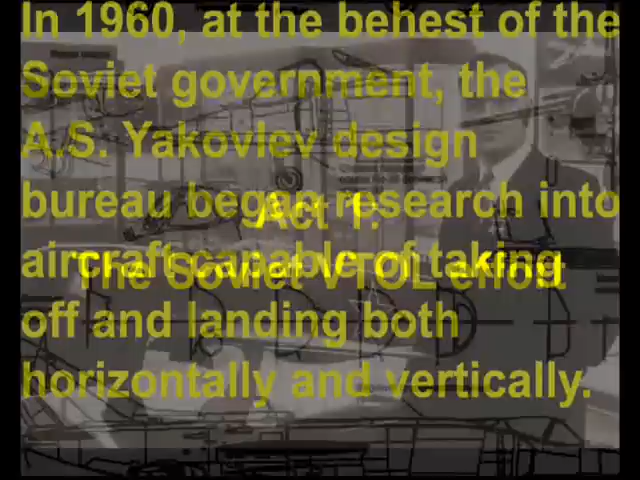 In 1960, at the behest of the
Soviet government, the
A.S. Yakovlev design
bureau began research into
aircraft capable of taking
off and landing both
horizontally and vertically.
Act 1:
The Soviet VTOL effort